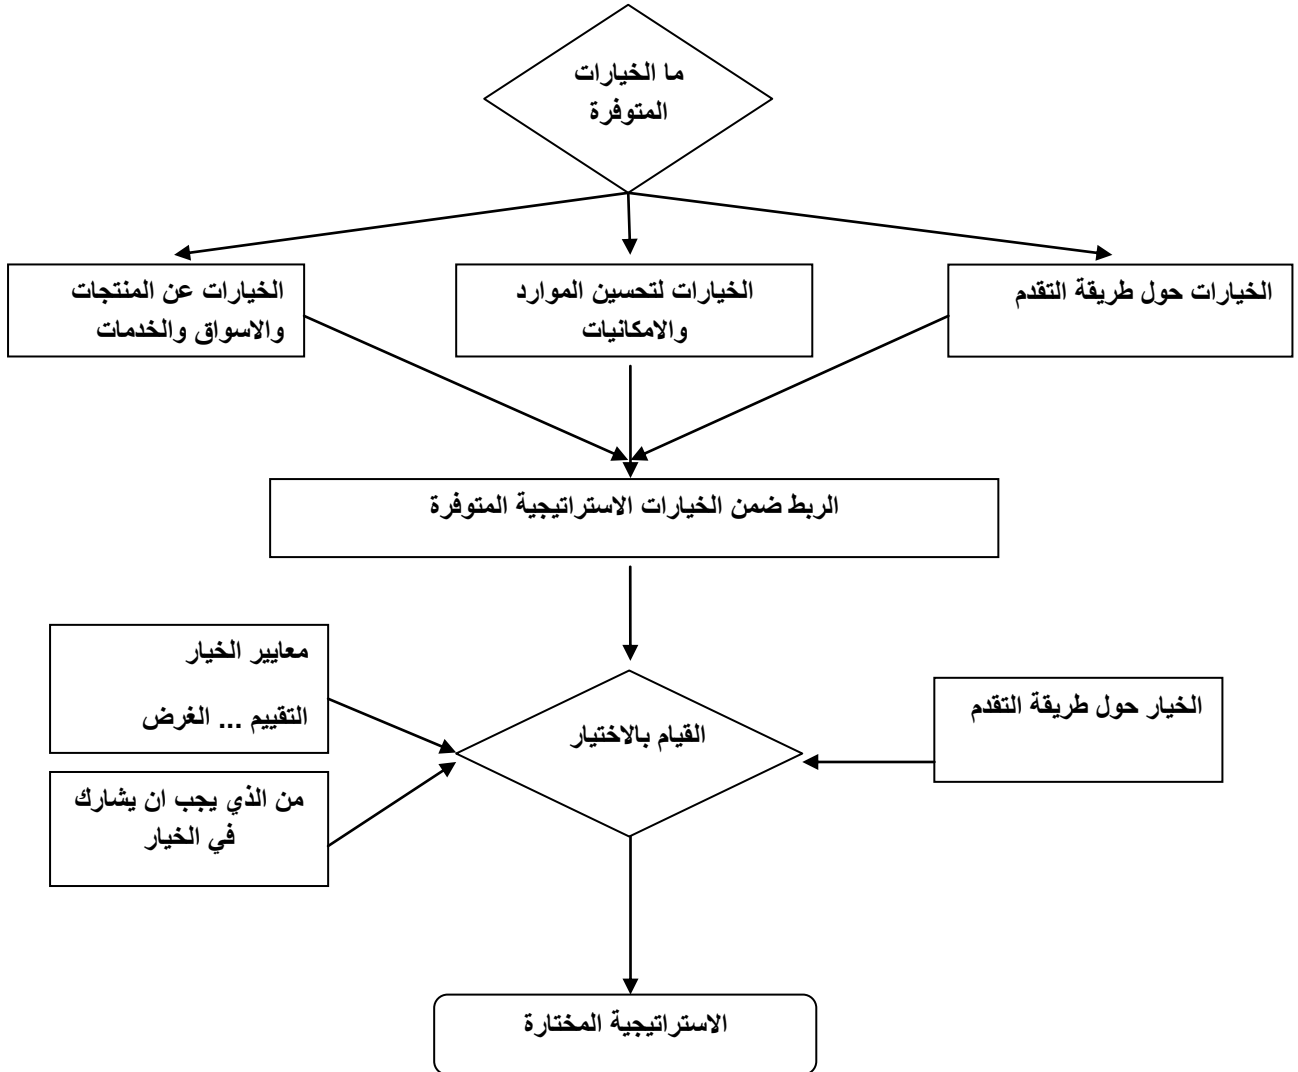 ما الخيارات
المتوفرة
الخيارات حول طريقة التقدم
الخيارات لتحسين الموارد
والامكانيات
الخيارات عن المنتجات
والاسواق والخدمات
الربط ضمن الخيارات الاستراتيجية المتوفرة
معايير الخيار
التقييم ... الغرض
القيام بالاختيار
الخيار حول طريقة التقدم
من الذي يجب ان يشارك
في الخيار
الاستراتيجية المختارة